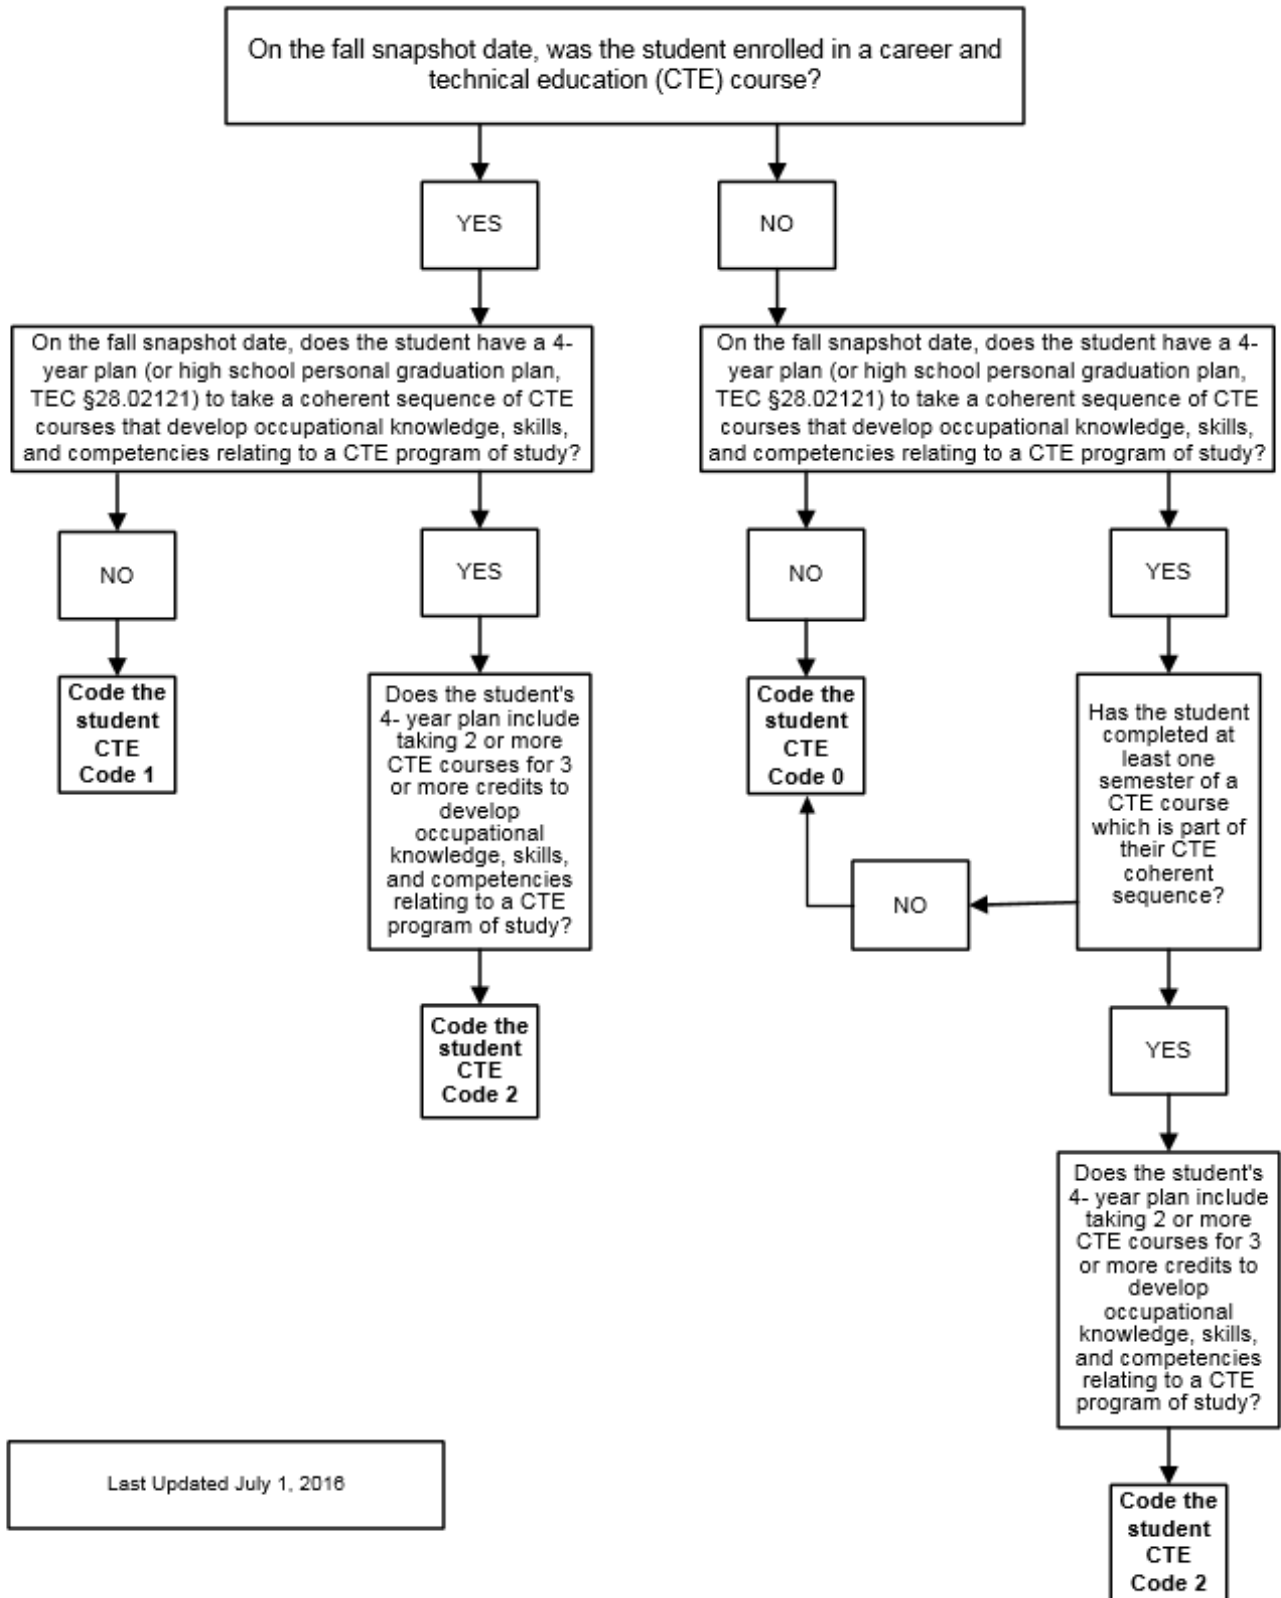 On the fall snapshot date, was the student enrolled in a career and
technical education (CTE) course?
YES
NO
On the fall snapshot date, does the student have a 4-
year plan (or high school personal graduation plan,
TEC §28.02121) to take a coherent sequence of CTE
courses that develop occupational knowledge, skills,
and competencies relating to a CTE program of study?
On the fall snapshot date, does the student have a 4-
year plan (or high school personal graduation plan,
TEC §28.02121) to take a coherent sequence of CTE
courses that develop occupational knowledge, skills,
and competencies relating to a CTE program of study?
NO
YES
NO
YES
Code the
student
CTE
Code 1
Does the student's
4- year plan include
taking 2 or more
CTE courses for 3
or more credits to
develop
occupational
knowledge, skills,
and competencies
relating to a CTE
program of study?
Code the
student
CTE
Code 0
Has the student
completed at
least one
semester of a
CTE course
which is part of
their CTE
coherent
sequence?
NO
Code the
student
CTE
Code 2
YES
Does the student's
4- year plan include
taking 2 or more
CTE courses for 3
or more credits to
develop
occupational
knowledge, skills,
and competencies
relating to a CTE
program of study?
Last Updated July 1, 2016
Code the
student
CTE
Code 2